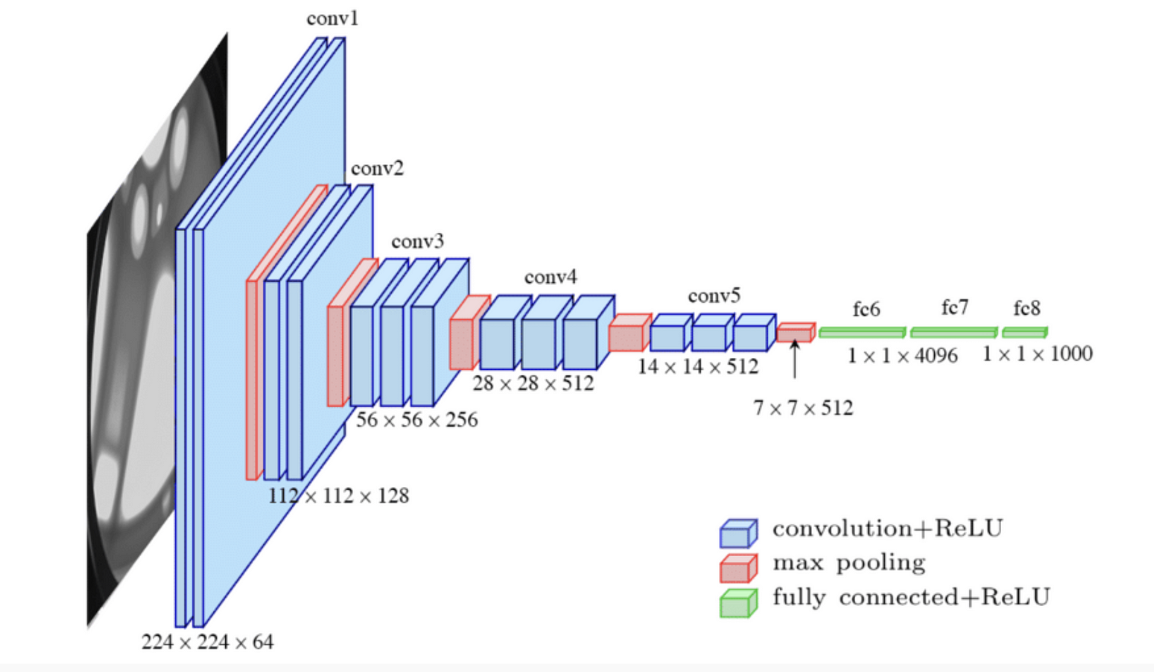 conv1
conv2
conv3
conv4
conv5
fc6
fc7
fc8
1 × 1 × 4096
1 × 1 × 1000
14 × 14 × 512
28 × 28 × 512
7 × 7 × 512
56 × 56 × 256
112 × 112 × 128
224 × 224 × 64
convolution+ReLU
max pooling
fully connected+ReLU